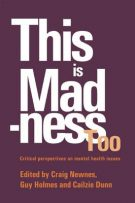 This
is
Mad
-ness
Too
Critical perspectives on mental health issues
Edited by Craig Newnes,
Guy Holmes and Cailzie Dunn